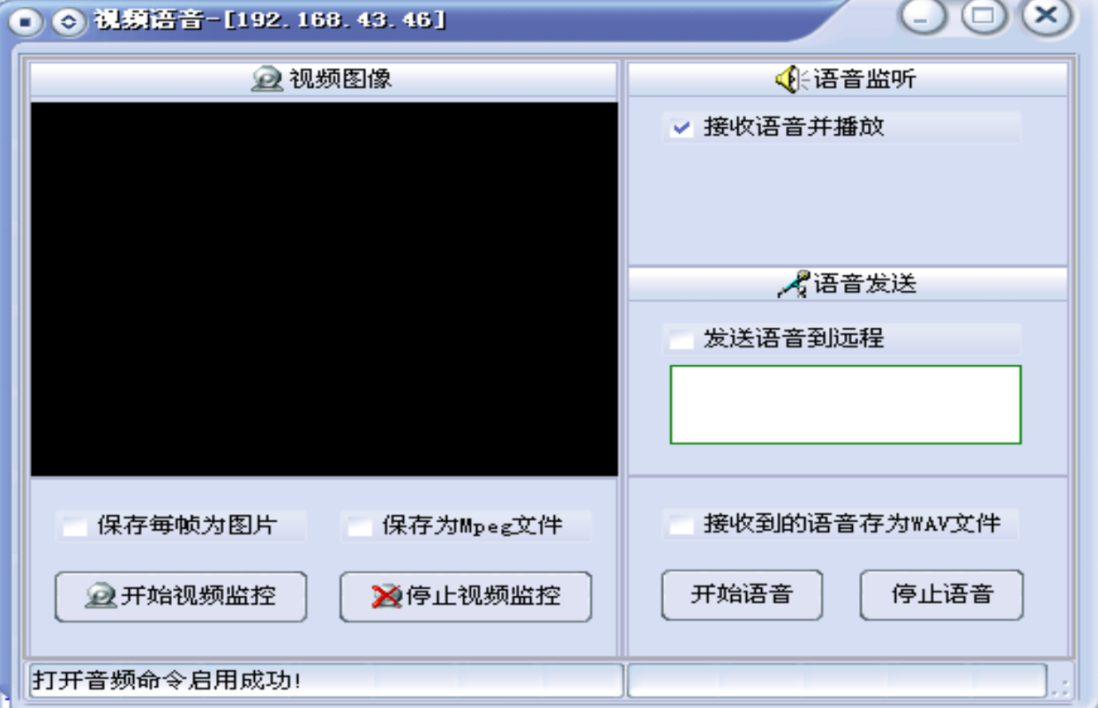 视频语音-[192.168.43.46]
视频图像
语音监听
接收语音并播放
语音发送
发送语音到远程
保存每帧为图片
保存为Mpeg文件
接收到的语音存为WAV文件
开始视频监控
停止视频监控
开始语音
停止语音
打开音频命令启用成功!